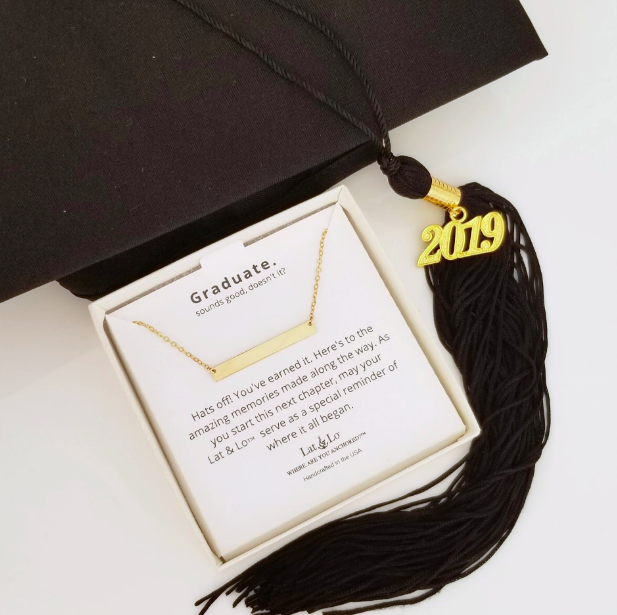 2019
Graduate.
sounds good, doesn't it?
Hats off! You've earned it. Here's to the
amazing memories made along the way. As
you start this next chapter, may your
Lat & Lo™ serve as a special reminder of
where it all began.
Lat & Lo™
WHERE ARE YOU ANCHORED?™
Handcrafted in the USA